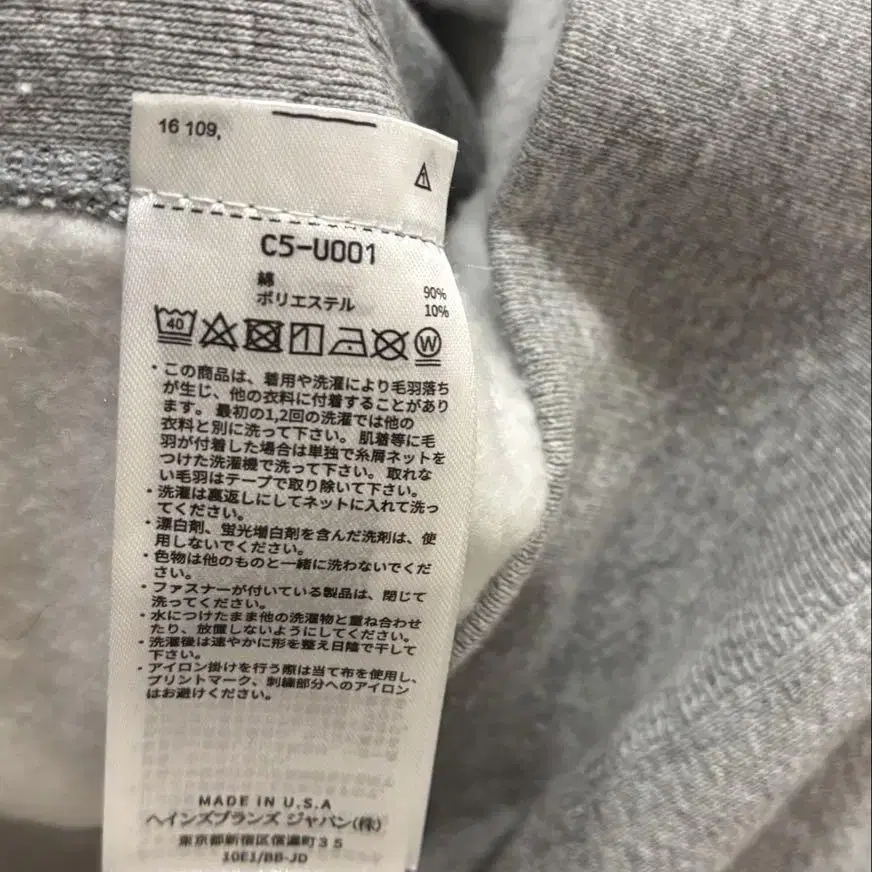 16 109,
1
C5-U001
綿 90%
ポリエステル 10%
40 W
・この商品は、着用や洗濯により毛羽落ち
が生じ、他の衣料に付着することがあり
ます。最初の1,2回の洗濯では他の
衣料と別に洗って下さい。肌着等に毛
羽が付着した場合は単独で糸屑ネットを
つけた洗濯機で洗って下さい。取れな
い毛羽はテープで取り除いて下さい。
・洗濯は裏返しにしてネットに入れて洗っ
てください。
・漂白剤、蛍光増白剤を含んだ洗剤は、使
用しないでください。
・色物は他のものと一緒に洗わないでくだ
さい。
・ファスナーが付いている製品は、閉じて
洗ってください。
・水につけたまま他の洗濯物と重ね合わせ
たり、放置しないようにしてください。
・洗濯後は速やかに形を整え日陰で干して
下さい。
・アイロン掛けを行う際は当て布を使用し、
プリントマーク、刺繍部分へのアイロン
はお避けください。
MADE IN U.S.A
ヘインズブランズ ジャパン(株)
東京都新宿区信濃町35
10E1/BB-JD